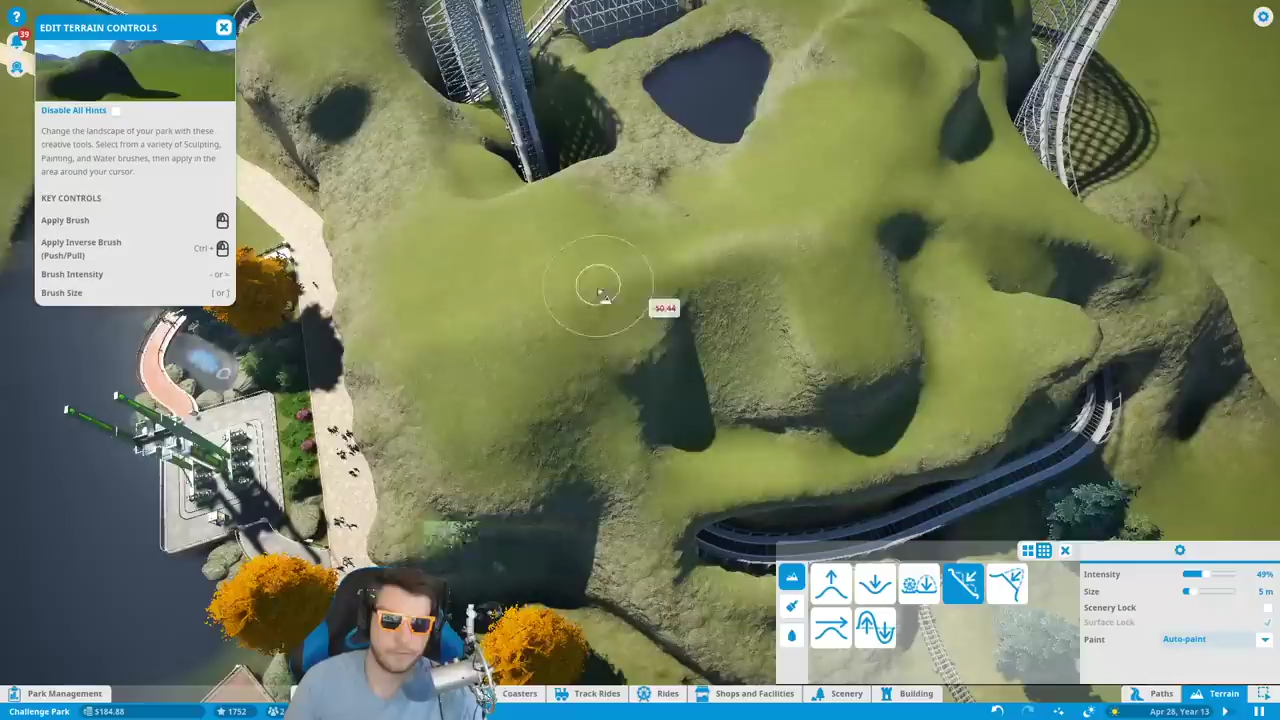 ?
39
EDIT TERRAIN CONTROLS
Disable All Hints
Change the landscape of your park with these
creative tools. Select from a variety of Sculpting,
Painting, and Water brushes, then apply in the
area around your cursor.
KEY CONTROLS
Apply Brush
Apply Inverse Brush
(Push/Pull)
Ctrl +
Brush Intensity
- or =
Brush Size
[ or ]
-$0.44
Intensity
49%
Size
5 m
Scenery Lock
Surface Lock
Paint
Auto-paint
Park Management
Coasters
Track Rides
Rides
Shops and Facilities
Scenery
Building
Paths
Terrain
Challenge Park
$184.88
1752
Apr 28, Year 13